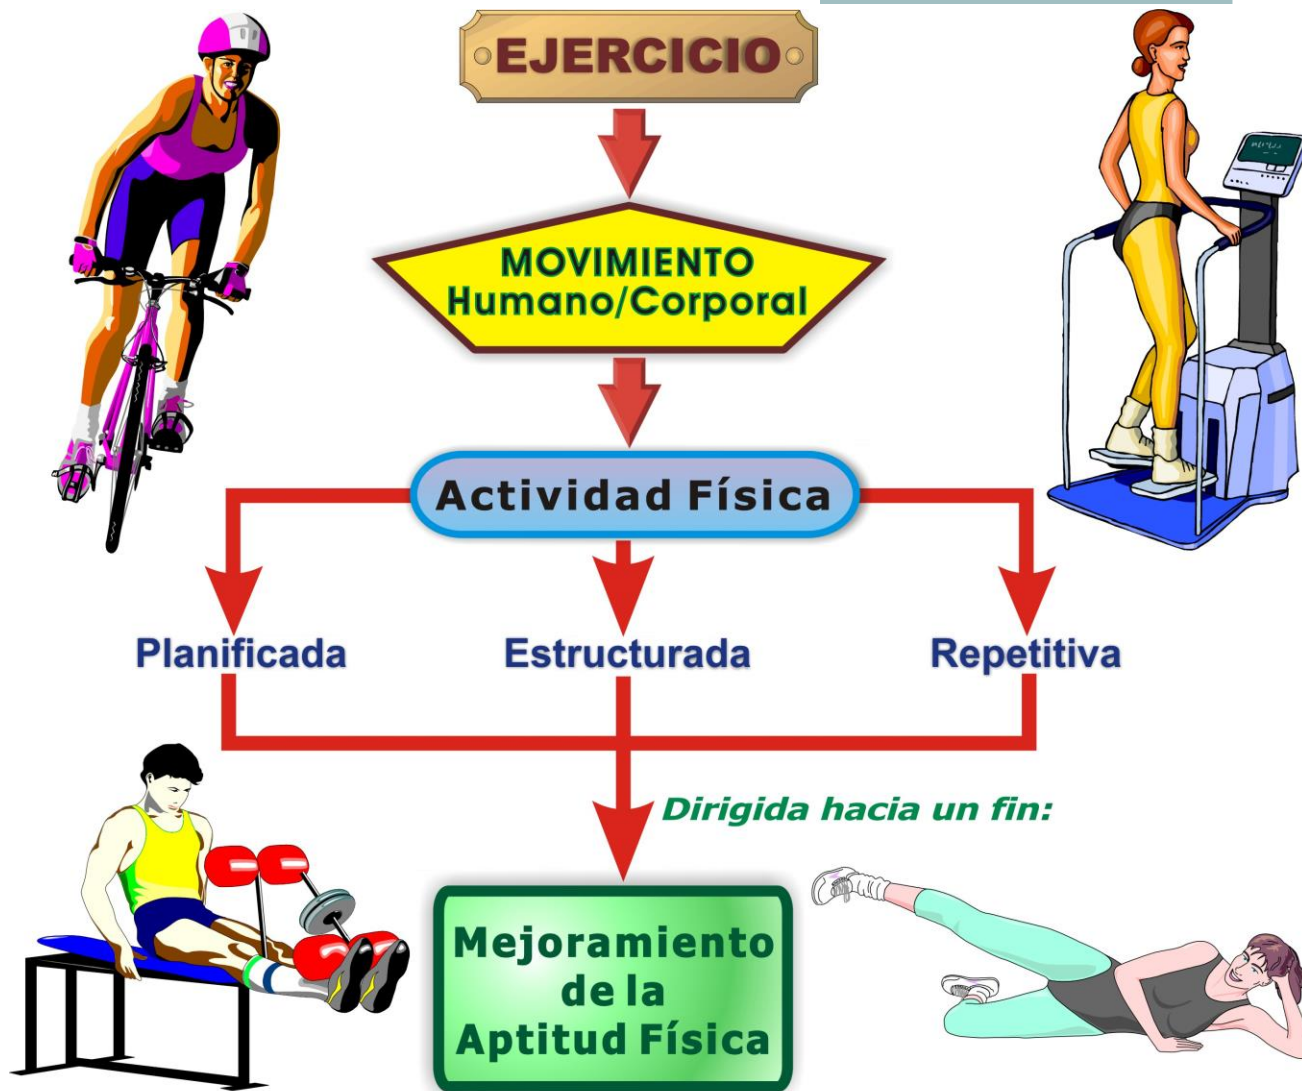 EJERCICIO
MOVIMIENTO
Humano/Corporal
Actividad Física
Planificada
Estructurada
Repetitiva
Dirigida hacia un fin:
Mejoramiento
de la
Aptitud Física